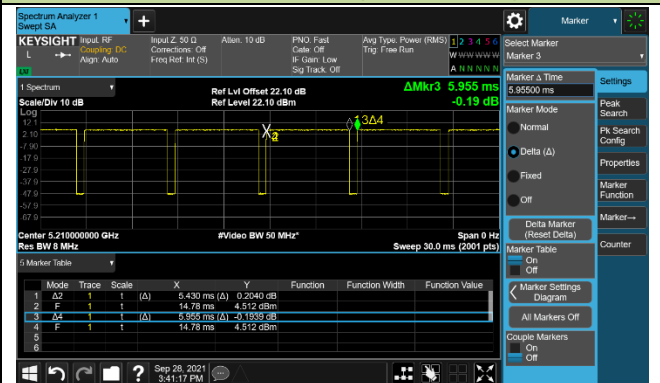 Spectrum Analyzer 1
Swept SA
+
Marker
KEYSIGHT
Input: RF
Coupling: DC
Align: Auto
Input Z: 50 Ω
Corrections: Off
Freq Ref: Int (S)
Atten: 10 dB
PNO: Fast
Gate: Off
IF Gain: Low
Sig Track: Off
Avg Type: Power (RMS)
Trig: Free Run
1 2 3 4 5 6
W W W W W W
A N N N N N
L
Select Marker
Marker 3
1 Spectrum
Scale/Div 10 dB
Ref Lvl Offset 22.10 dB
Ref Level 22.10 dBm
ΔMkr3 5.955 ms
-0.19 dB
Log
12.1
2.10
-7.90
-17.9
-27.9
-37.9
-47.9
-57.9
-67.9
X
2
1
3Δ4
Center 5.210000000 GHz
Res BW 8 MHz
#Video BW 50 MHz*
Span 0 Hz
Sweep 30.0 ms (2001 pts)
5 Marker Table
Mode Trace Scale X Y Function Function Width Function Value
1 Δ2 1 t (Δ) 5.430 ms (Δ) 0.2040 dB
2 F 1 t 14.78 ms 4.512 dBm
3 Δ4 1 t (Δ) 5.955 ms (Δ) -0.1939 dB
4 F 1 t 14.78 ms 4.512 dBm
5
6
Marker Δ Time
5.95500 ms
Marker Mode
Normal
Delta (Δ)
Fixed
Off
Delta Marker
(Reset Delta)
Marker Table
On
Off
Marker Settings
Diagram
All Markers Off
Couple Markers
On
Off
Settings
Peak
Search
Pk Search
Config
Properties
Marker
Function
Marker→
Counter
?
Sep 28, 2021
3:41:17 PM